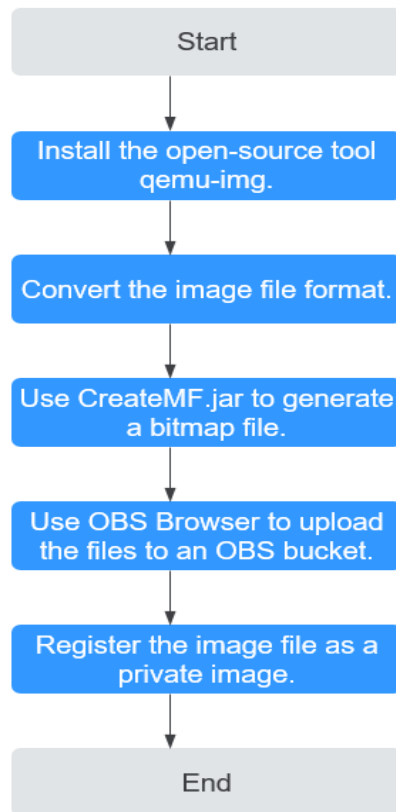 Start
Install the open-source tool
qemu-img.
Convert the image file format.
Use CreateMF.jar to generate
a bitmap file.
Use OBS Browser to upload
the files to an OBS bucket.
Register the image file as a
private image.
End